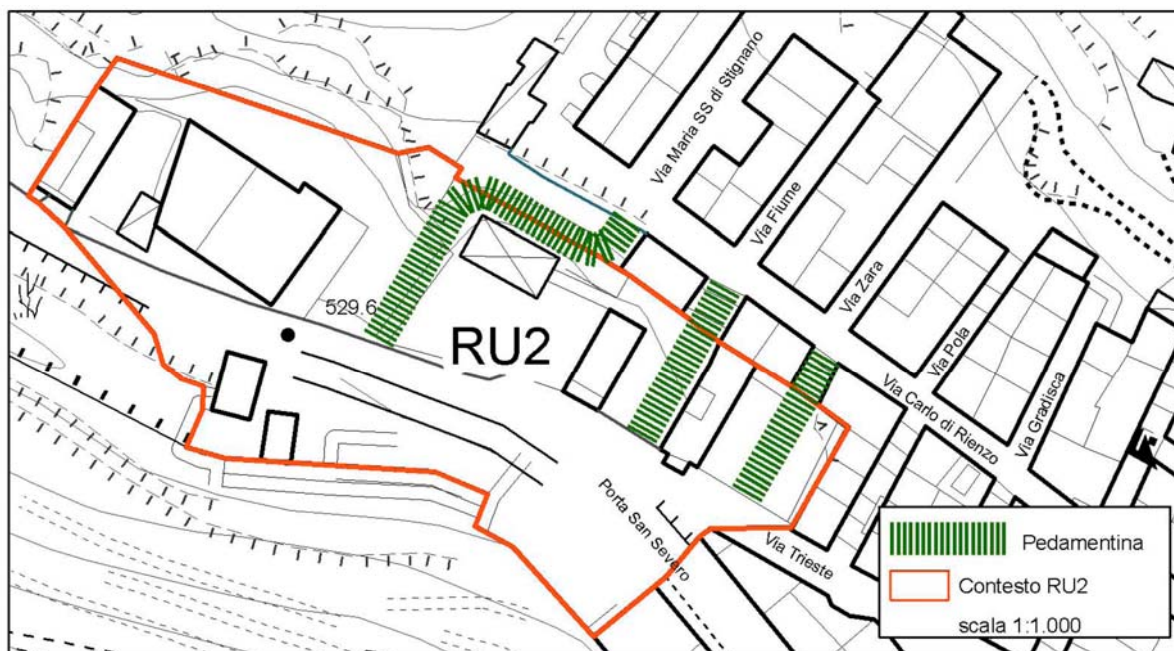 Via Maria SS di Stignano
Via Fiume
Via Zara
Via Pola
Via Gradisca
Via Carlo di Rienzo
529.6
RU2
Porta San Severo
Via Trieste
Pedamentina
Contesto RU2
scala 1:1.000